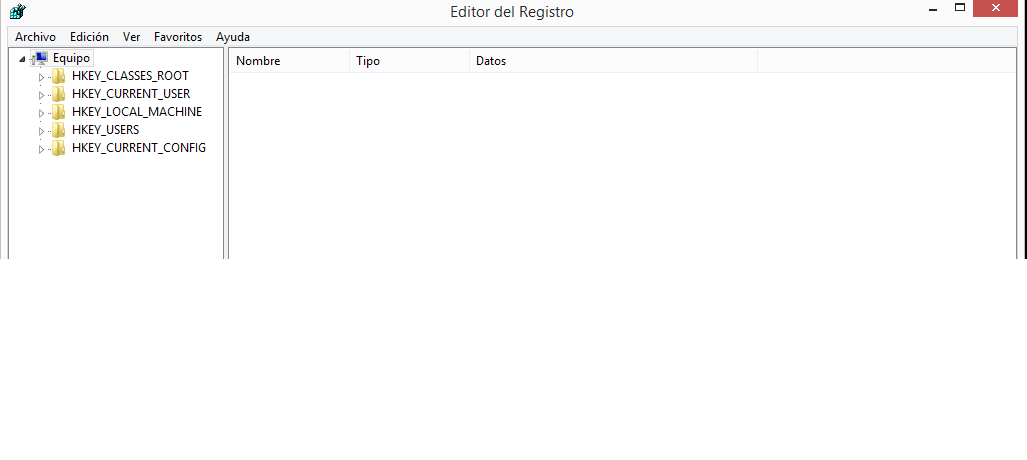 Editor del Registro
Archivo Edición Ver Favoritos Ayuda
Equipo
HKEY_CLASSES_ROOT
HKEY_CURRENT_USER
HKEY_LOCAL_MACHINE
HKEY_USERS
HKEY_CURRENT_CONFIG
Nombre Tipo Datos